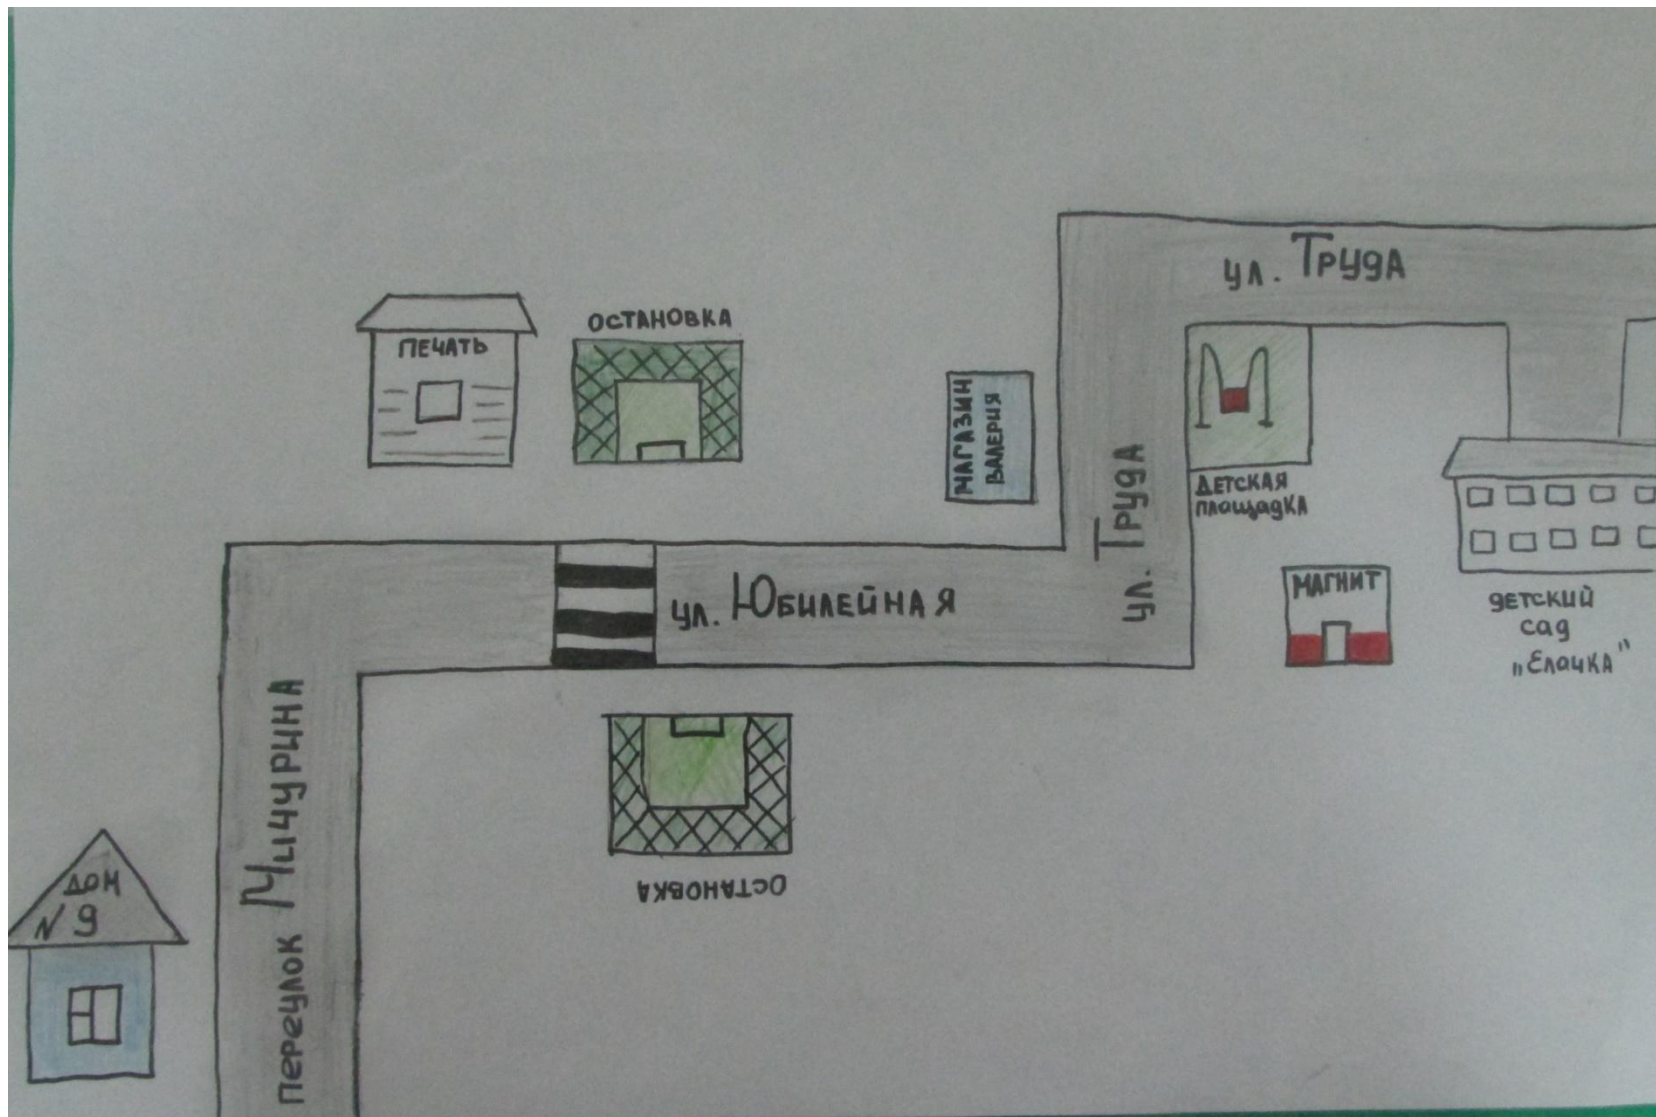 ул. Труда
ОСТАНОВКА
ПЕЧАТЬ
МАГАЗИН
ВАЛЕРИЯ
ул. Труда
ДЕТСКАЯ
ПЛОЩАДКА
МАГНИТ
ДЕТСКИЙ
сад
„Елачка"
ул. Юбилейная
ОСТАНОВКА
переулок Мичурина
ДОМ
№ 9